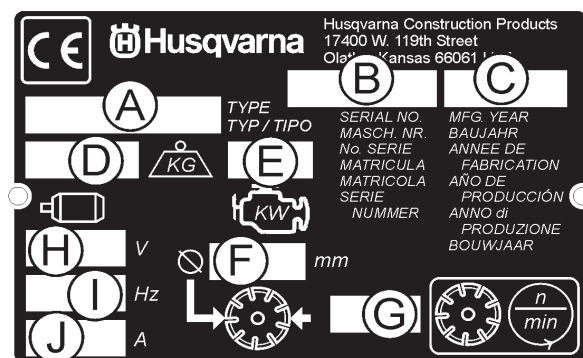 CE
Husqvarna
Husqvarna Construction Products
17400 W. 119th Street
Kansas 66061
A
B
C
TYPE
TYP / TIPO
SERIAL NO.
MASCH. NR.
No. SERIE
MATRICULA
MATRICOLA
SERIE
NUMMER
MFG. YEAR
BAUJAHR
ANNEE DE
FABRICATION
AÑO DE
PRODUCCIÓN
ANNO di
PRODUZIONE
BOUWJAAR
D
KG
E
KW
H
V
F
mm
I
Hz
G
n
min
J
A